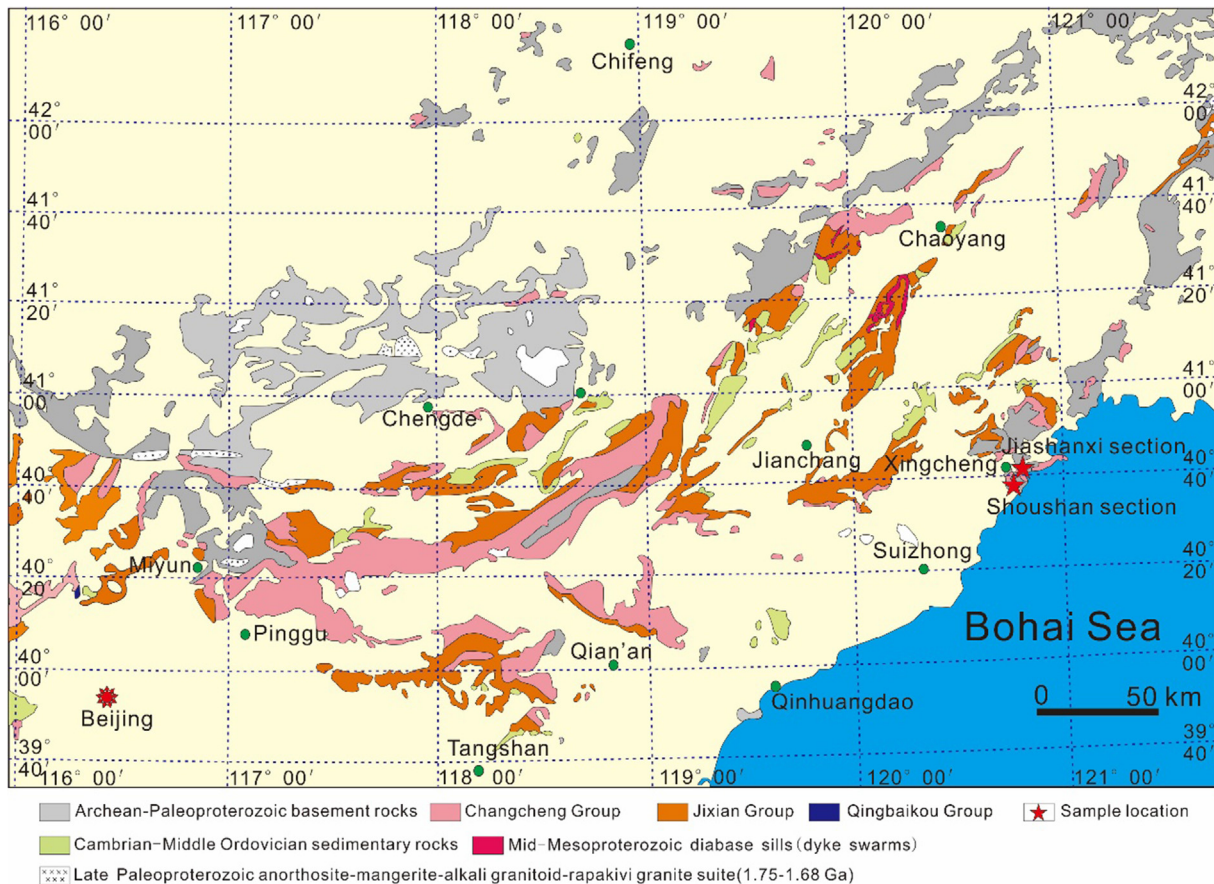 116° 00′ 117° 00′ 118° 00′ 119° 00′ 120° 00′ 121° 00′
Chifeng
42° 00′ 42° 00′
41° 40′ 41° 40′
Chaoyang
41° 20′ 41° 20′
41° 00′ 41° 00′
Chengde
Jianchang Xingcheng Jiashanxi section
40° 40′ 40° 40′
Shoushan section
Suizhong
Miyun
40° 20′ 40° 20′
Bohai Sea
Pinggu
Qian'an
40° 00′ 40° 00′
Qinhuangdao
0 50 km
Beijing
Tangshan
39° 40′ 39° 40′
116° 00′ 117° 00′ 118° 00′ 119° 00′ 120° 00′ 121° 00′
Archean-Paleoproterozoic basement rocks Changcheng Group Jixian Group Qingbaikou Group Sample location
Cambrian-Middle Ordovician sedimentary rocks Mid-Mesoproterozoic diabase sills(dyke swarms)
Late Paleoproterozoic anorthosite-mangerite-alkali granitoid-rapakivi granite suite(1.75-1.68 Ga)